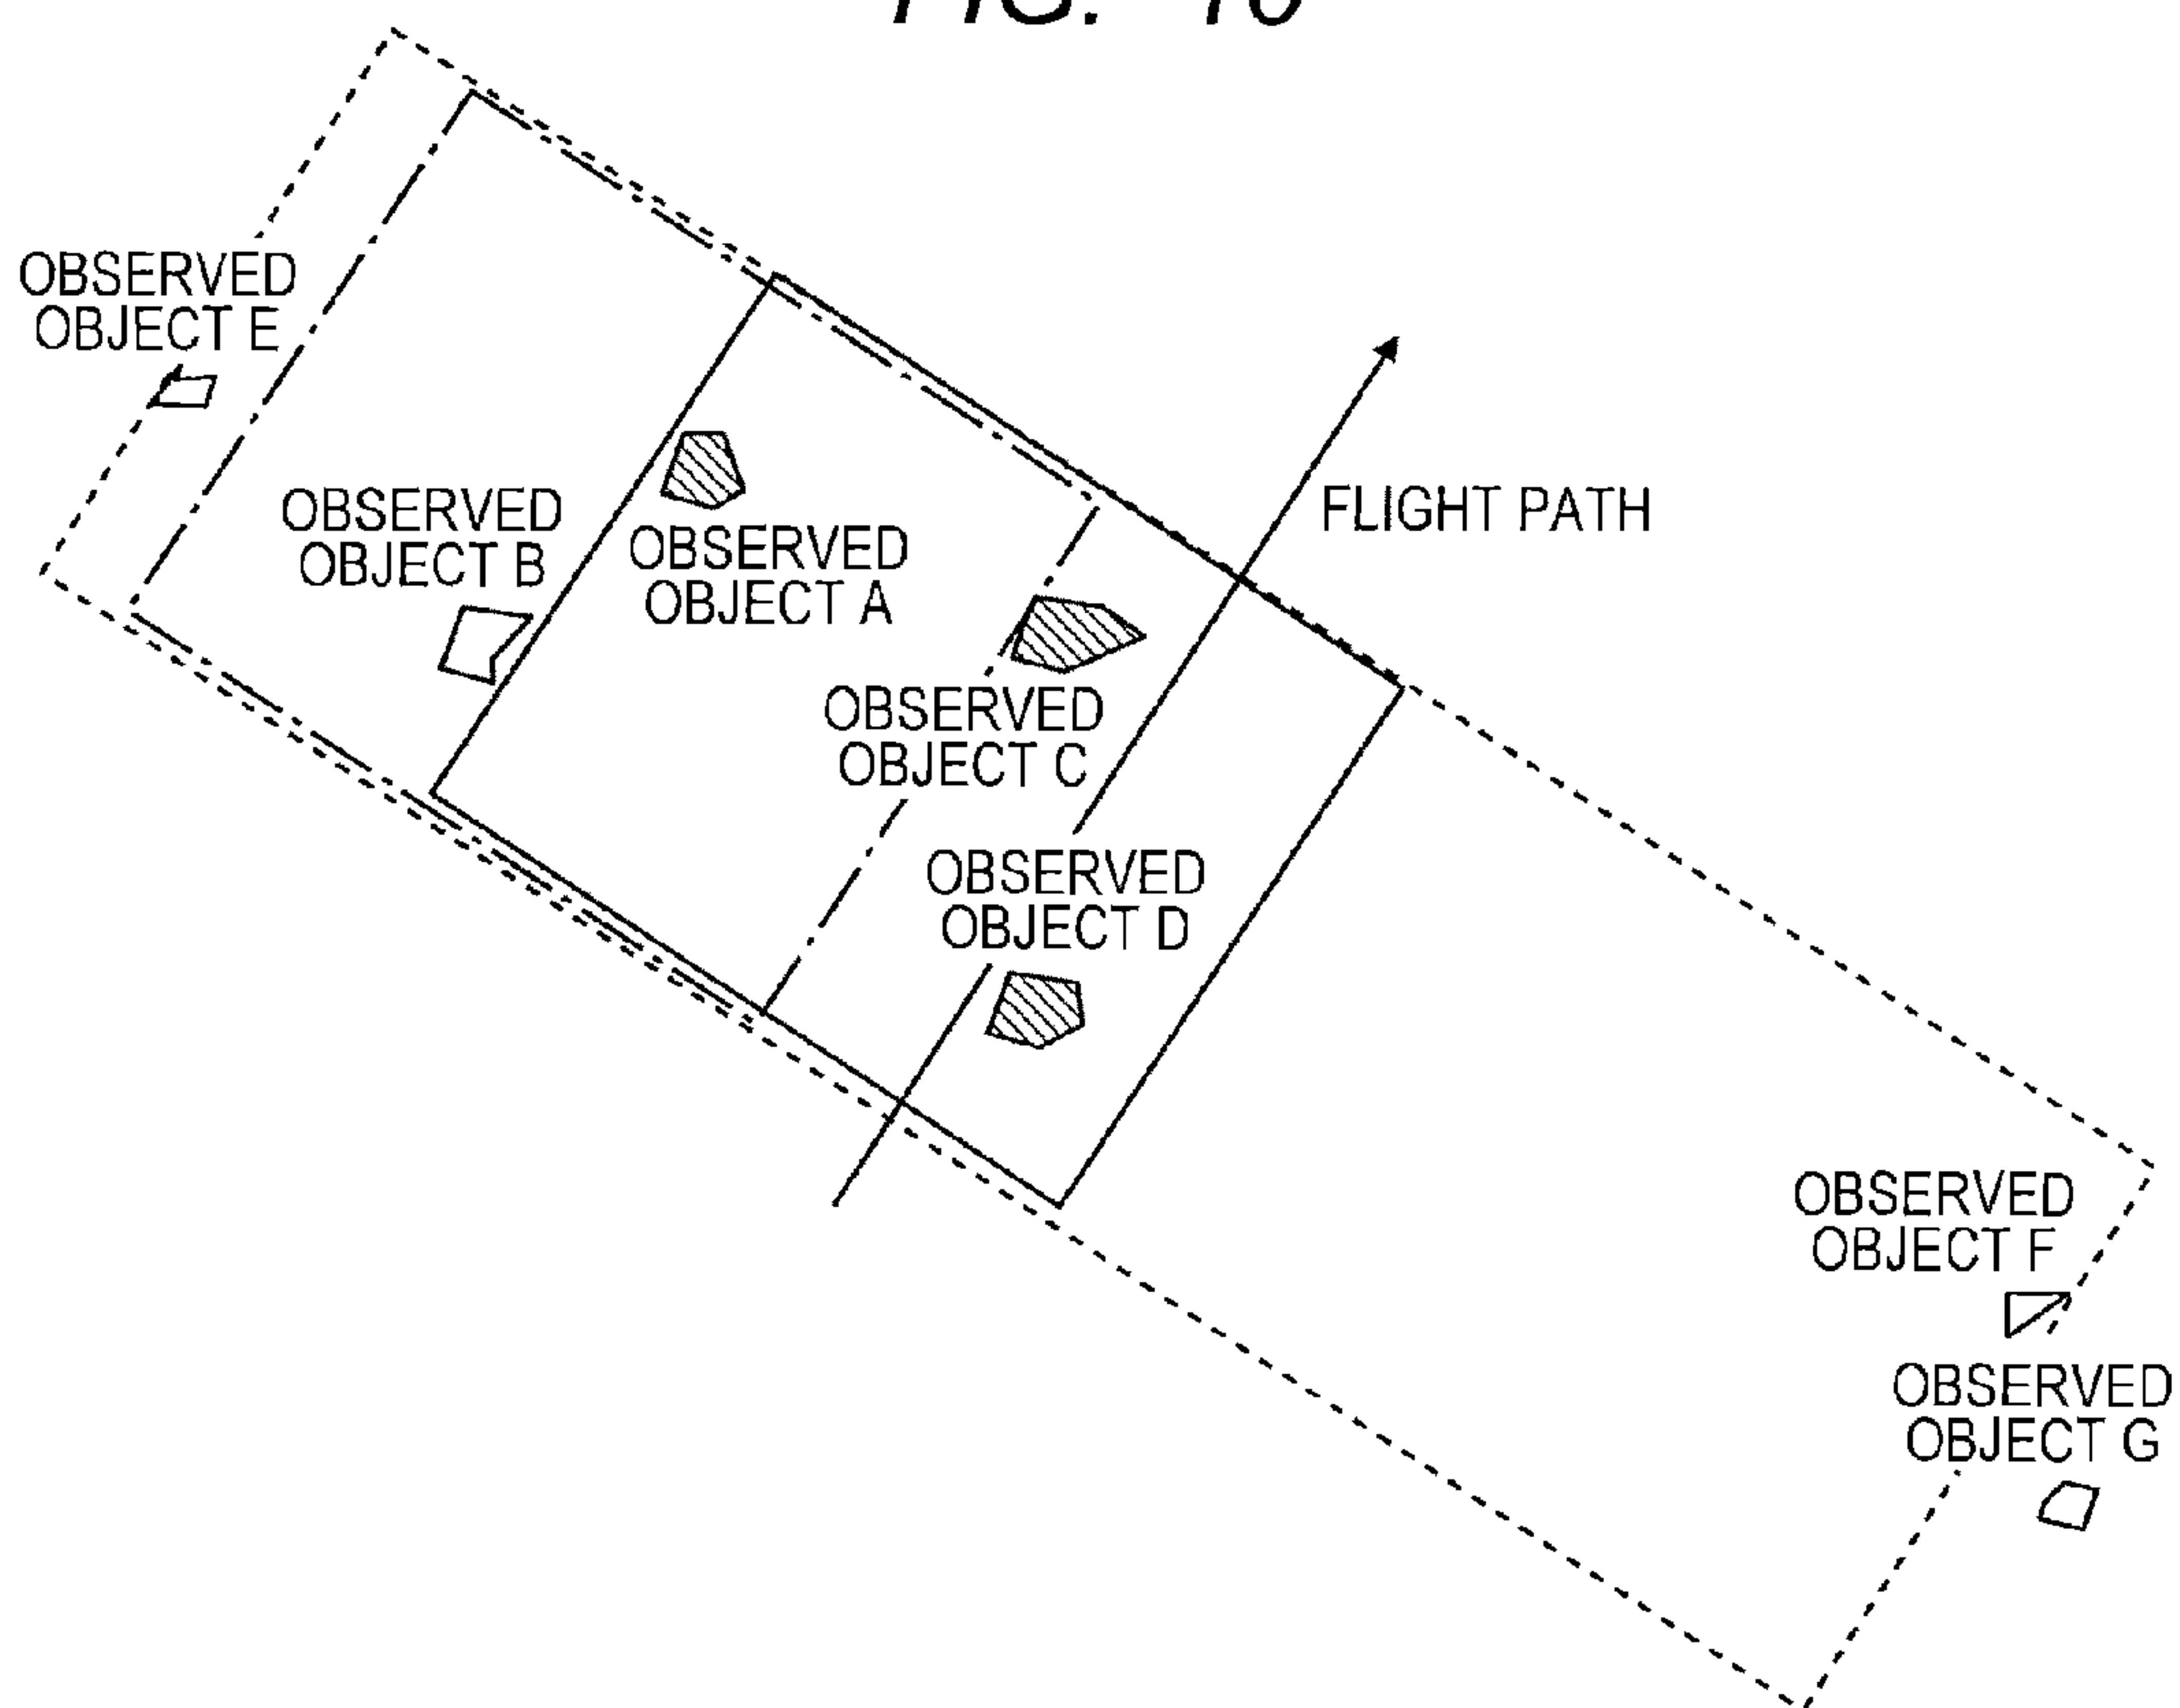 OBSERVED
OBJECT E
OBSERVED
OBJECT B
OBSERVED
OBJECT A
FLIGHT PATH
OBSERVED
OBJECT C
OBSERVED
OBJECT D
OBSERVED
OBJECT F
OBSERVED
OBJECT G